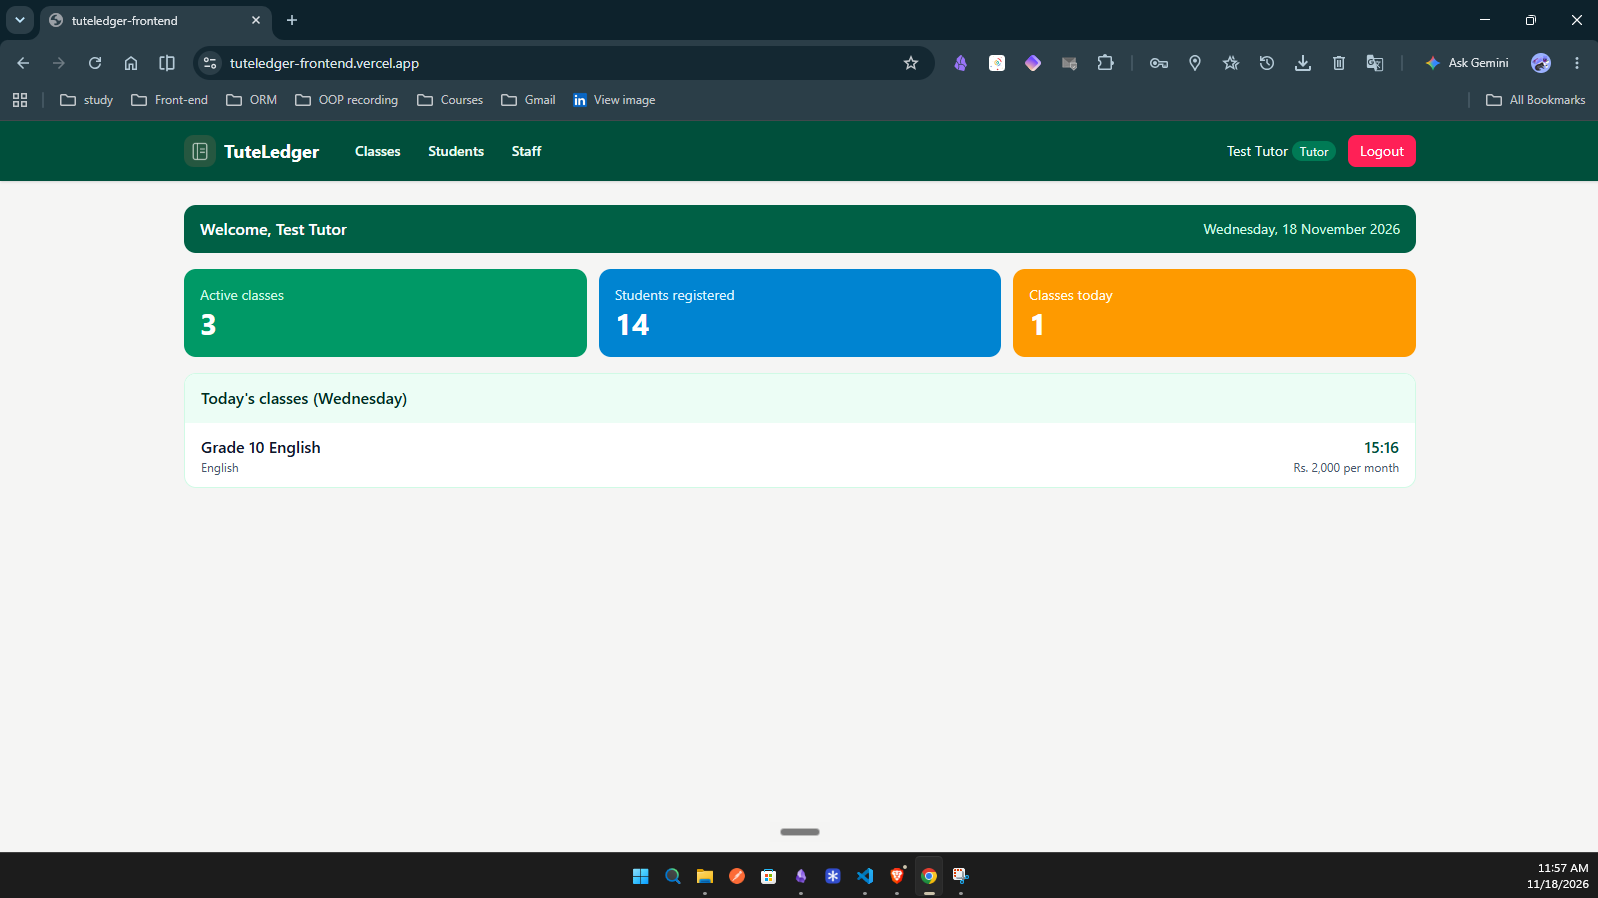 tuteledger-frontend
tuteledger-frontend.vercel.app
Ask Gemini
study
Front-end
ORM
OOP recording
Courses
Gmail
in View image
All Bookmarks
TuteLedger
Classes
Students
Staff
Test Tutor Tutor
Logout
Welcome, Test Tutor
Wednesday, 18 November 2026
Active classes
3
Students registered
14
Classes today
1
Today's classes (Wednesday)
Grade 10 English
15:16
English
Rs. 2,000 per month
11:57 AM
11/18/2026